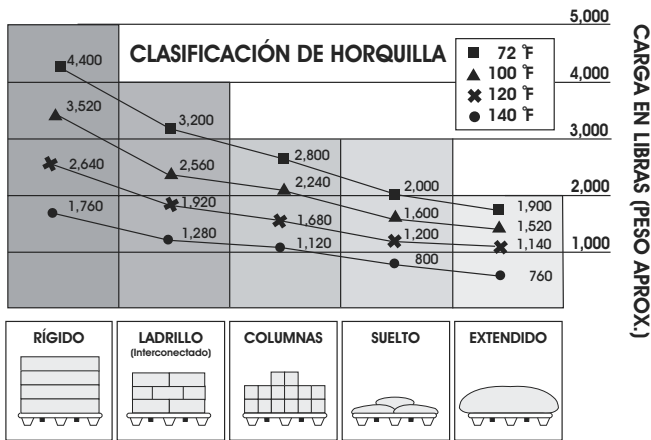 5,000
CLASIFICACIÓN DE HORQUILLA
72 °F
100 °F
120 °F
140 °F
4,400
4,000
3,520
3,200
3,000
2,640
2,560
2,800
2,000
2,000
1,760
1,920
2,240
1,600
1,900
1,280
1,680
1,200
1,520
1,120
800
1,140
1,000
760
CARGA EN LIBRAS (PESO APROX.)
RÍGIDO
LADRILLO
(Interconectado)
COLUMNAS
SUELTO
EXTENDIDO